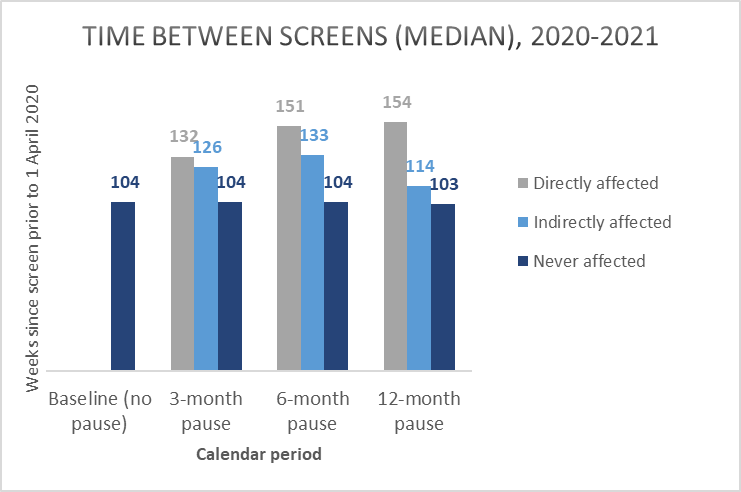 TIME BETWEEN SCREENS (MEDIAN), 2020-2021
Weeks since screen prior to 1 April 2020
104
132
126
104
151
133
104
154
114
103
Baseline (no
pause)
3-month
pause
6-month
pause
12-month
pause
Calendar period
Directly affected
Indirectly affected
Never affected